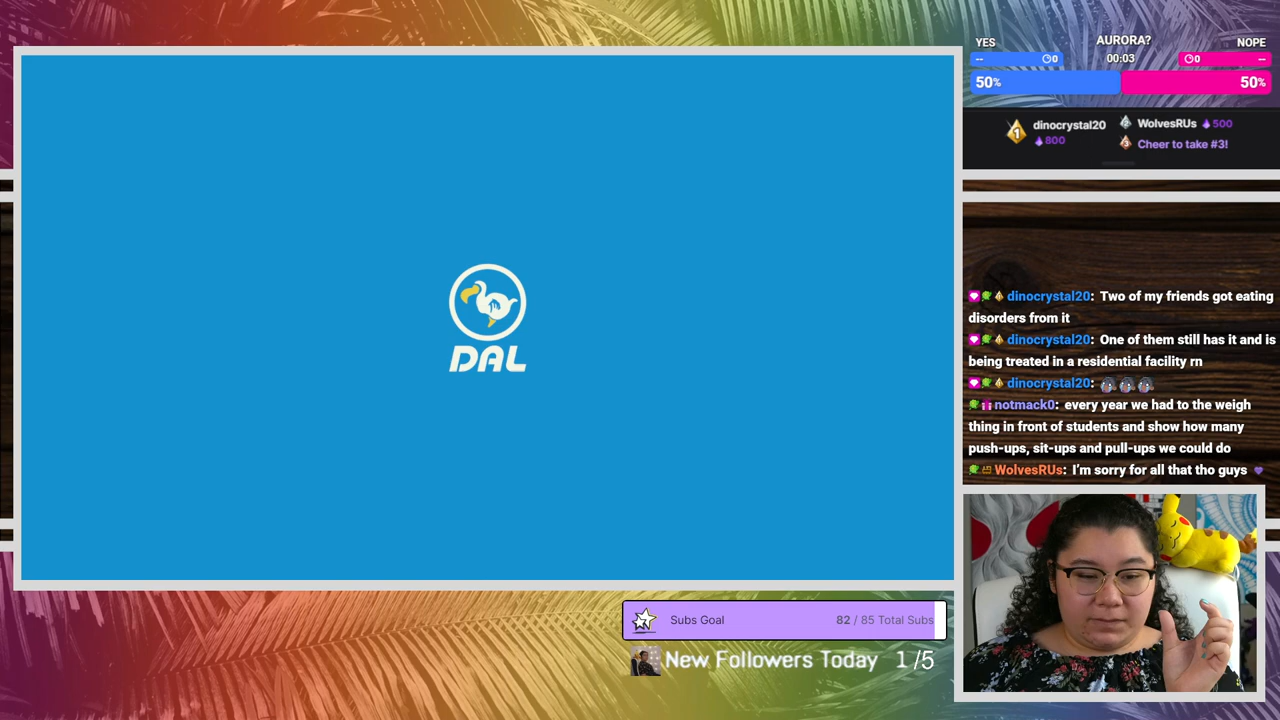 YES
AURORA?
NOPE
-- 0
00:03
0 --
50%
50%
1
dinocrystal20
800
2 WolvesRUs 500
3 Cheer to take #3!
DAL
dinocrystal20: Two of my friends got eating
disorders from it
dinocrystal20: One of them still has it and is
being treated in a residential facility rn
dinocrystal20:
notmack0: every year we had to the weigh
thing in front of students and show how many
push-ups, sit-ups and pull-ups we could do
WolvesRUs: I'm sorry for all that tho guys
Subs Goal 82 / 85 Total Subs
New Followers Today 1 /5